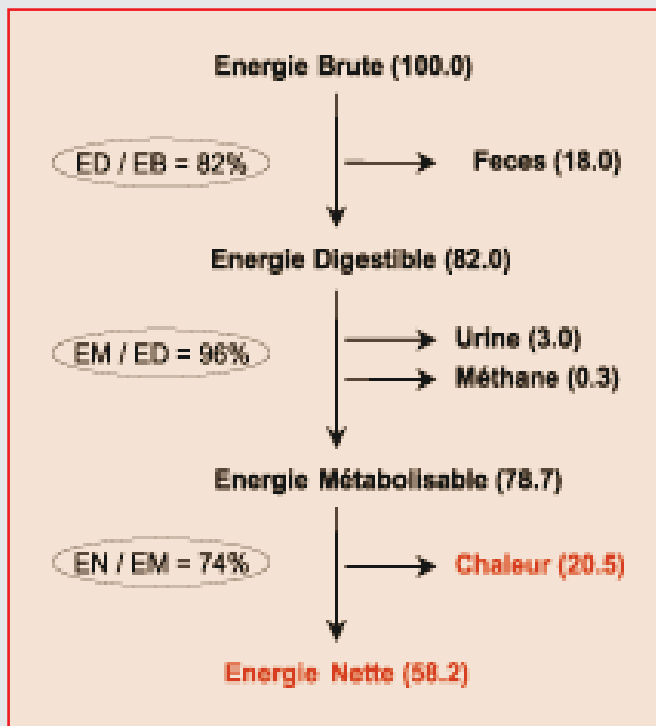 Energie Brute (100.0)
ED / EB = 82%
Feces (18.0)
Energie Digestible (82.0)
EM / ED = 96%
Urine (3.0)
Méthane (0.3)
Energie Métabolisable (78.7)
EN / EM = 74%
Chaleur (20.5)
Energie Nette (58.2)